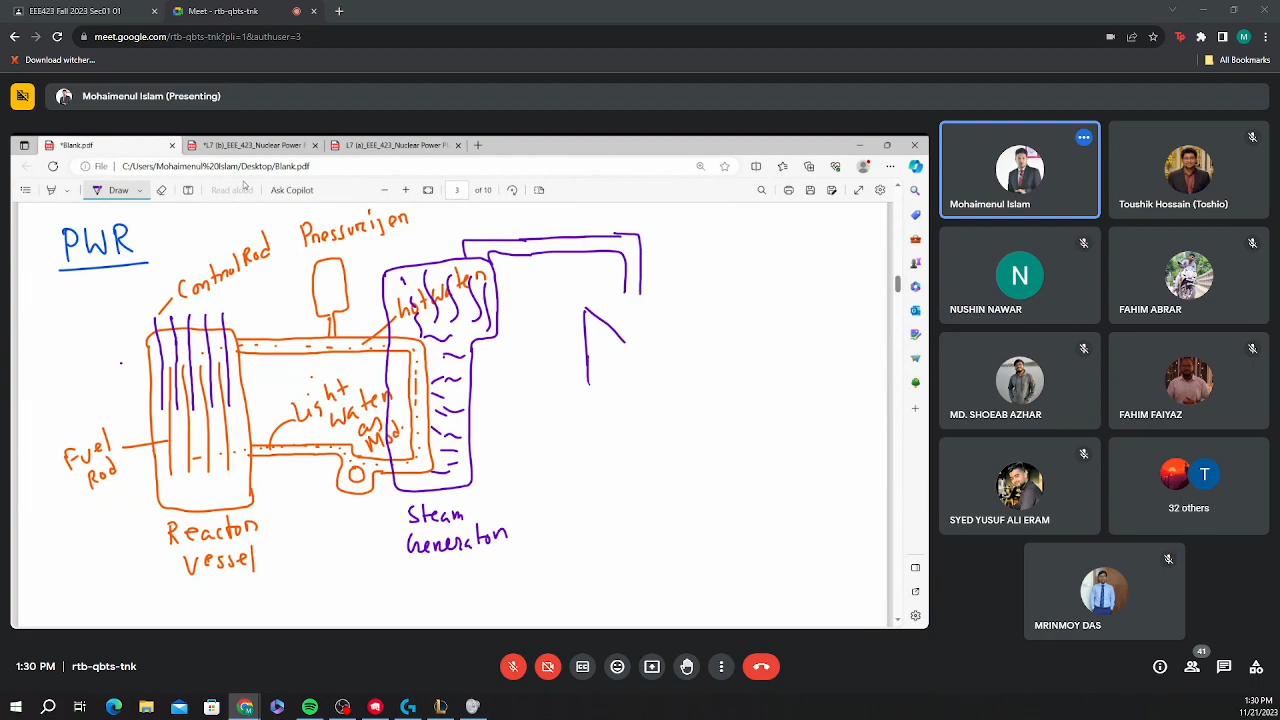 EEE423 Fall 2023 Sec01 01
Meet - rtb-qbts-tnk
meet.google.com/rtb-qbts-tnk?pli=1&authuser=3
Download witcher...
All Bookmarks
Mohaimenul Islam (Presenting)
*Blank.pdf
*L7 (b)_EEE_423_Nuclear Power P
L7 (a)_EEE_423_Nuclear Power Pl
File
C:/Users/Mohaimenul%20Islam/Desktop/Blank.pdf
Draw
Read aloud
Ask Copilot
3
of 10
PWR
Control Rod
Pressurizer
hot water
Light
Water
as
Mod.
Fuel
Rod
Reactor
Vessel
Steam
Generator
Mohaimenul Islam
Toushik Hossain (Toshio)
N
NUSHIN NAWAR
FAHIM ABRAR
MD. SHOEAB AZHAR
FAHIM FAIYAZ
SYED YUSUF ALI ERAM
T
32 others
MRINMOY DAS
1:30 PM
rtb-qbts-tnk
41
1:30 PM
11/21/2023